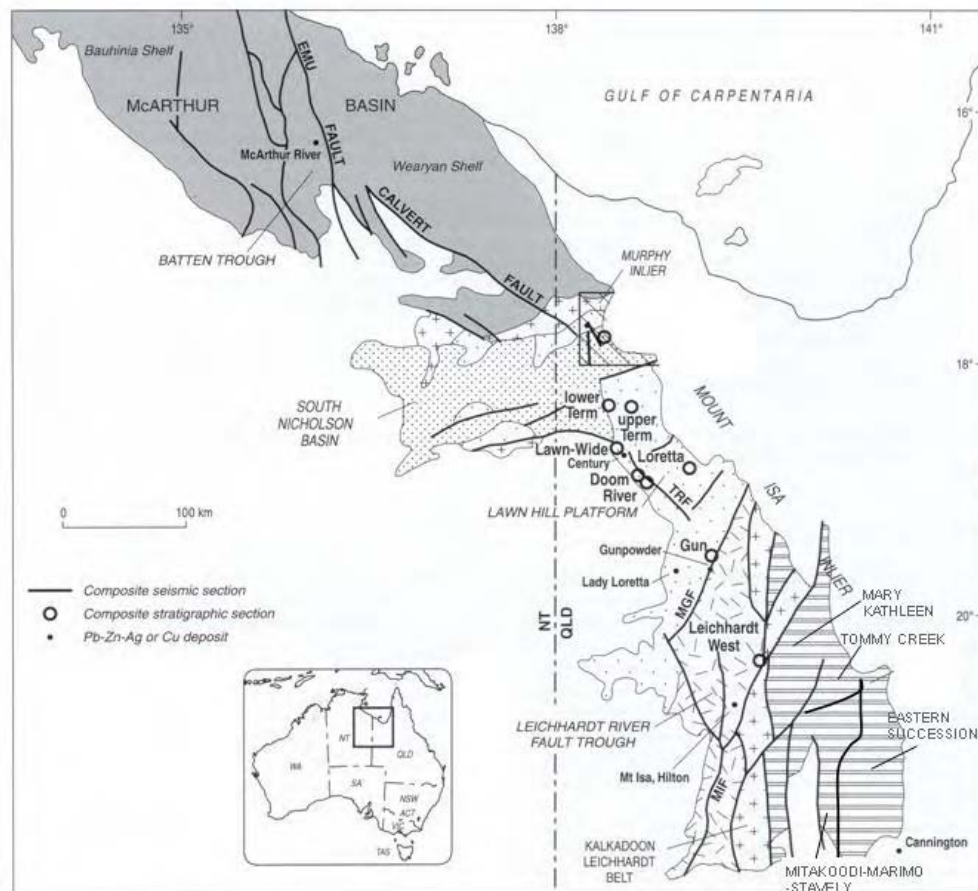 135°
138°
141°
Bauhinia Shelf
EMU
McARTHUR
BASIN
GULF OF CARPENTARIA
16°
FAULT
McArthur River
Wearyan Shelf
CALVERT
BATTEN TROUGH
FAULT
MURPHY
INLIER
18°
SOUTH
NICHOLSON
BASIN
lower
Term
upper
Term
MOUNT
Lawn-Wide
Century
Loretta
Doom
River
TRF
ISA
LAWN HILL PLATFORM
0
100 km
Gunpowder
Gun
Lady Loretta
MGF
INLIER
Composite seismic section
Composite stratigraphic section
Pb-Zn-Ag or Cu deposit
NT
QLD
20°
MARY
KATHLEEN
Leichhardt
West
TOMMY CREEK
LEICHHARDT RIVER
FAULT TROUGH
EASTERN
SUCCESSION
Mt Isa, Hilton
MIF
KALKADOON
LEICHHARDT
BELT
Cannington
MITAKOODI-MARIMO
-STAVELY
WA
NT
QLD
SA
NSW
ACT
VIC
TAS